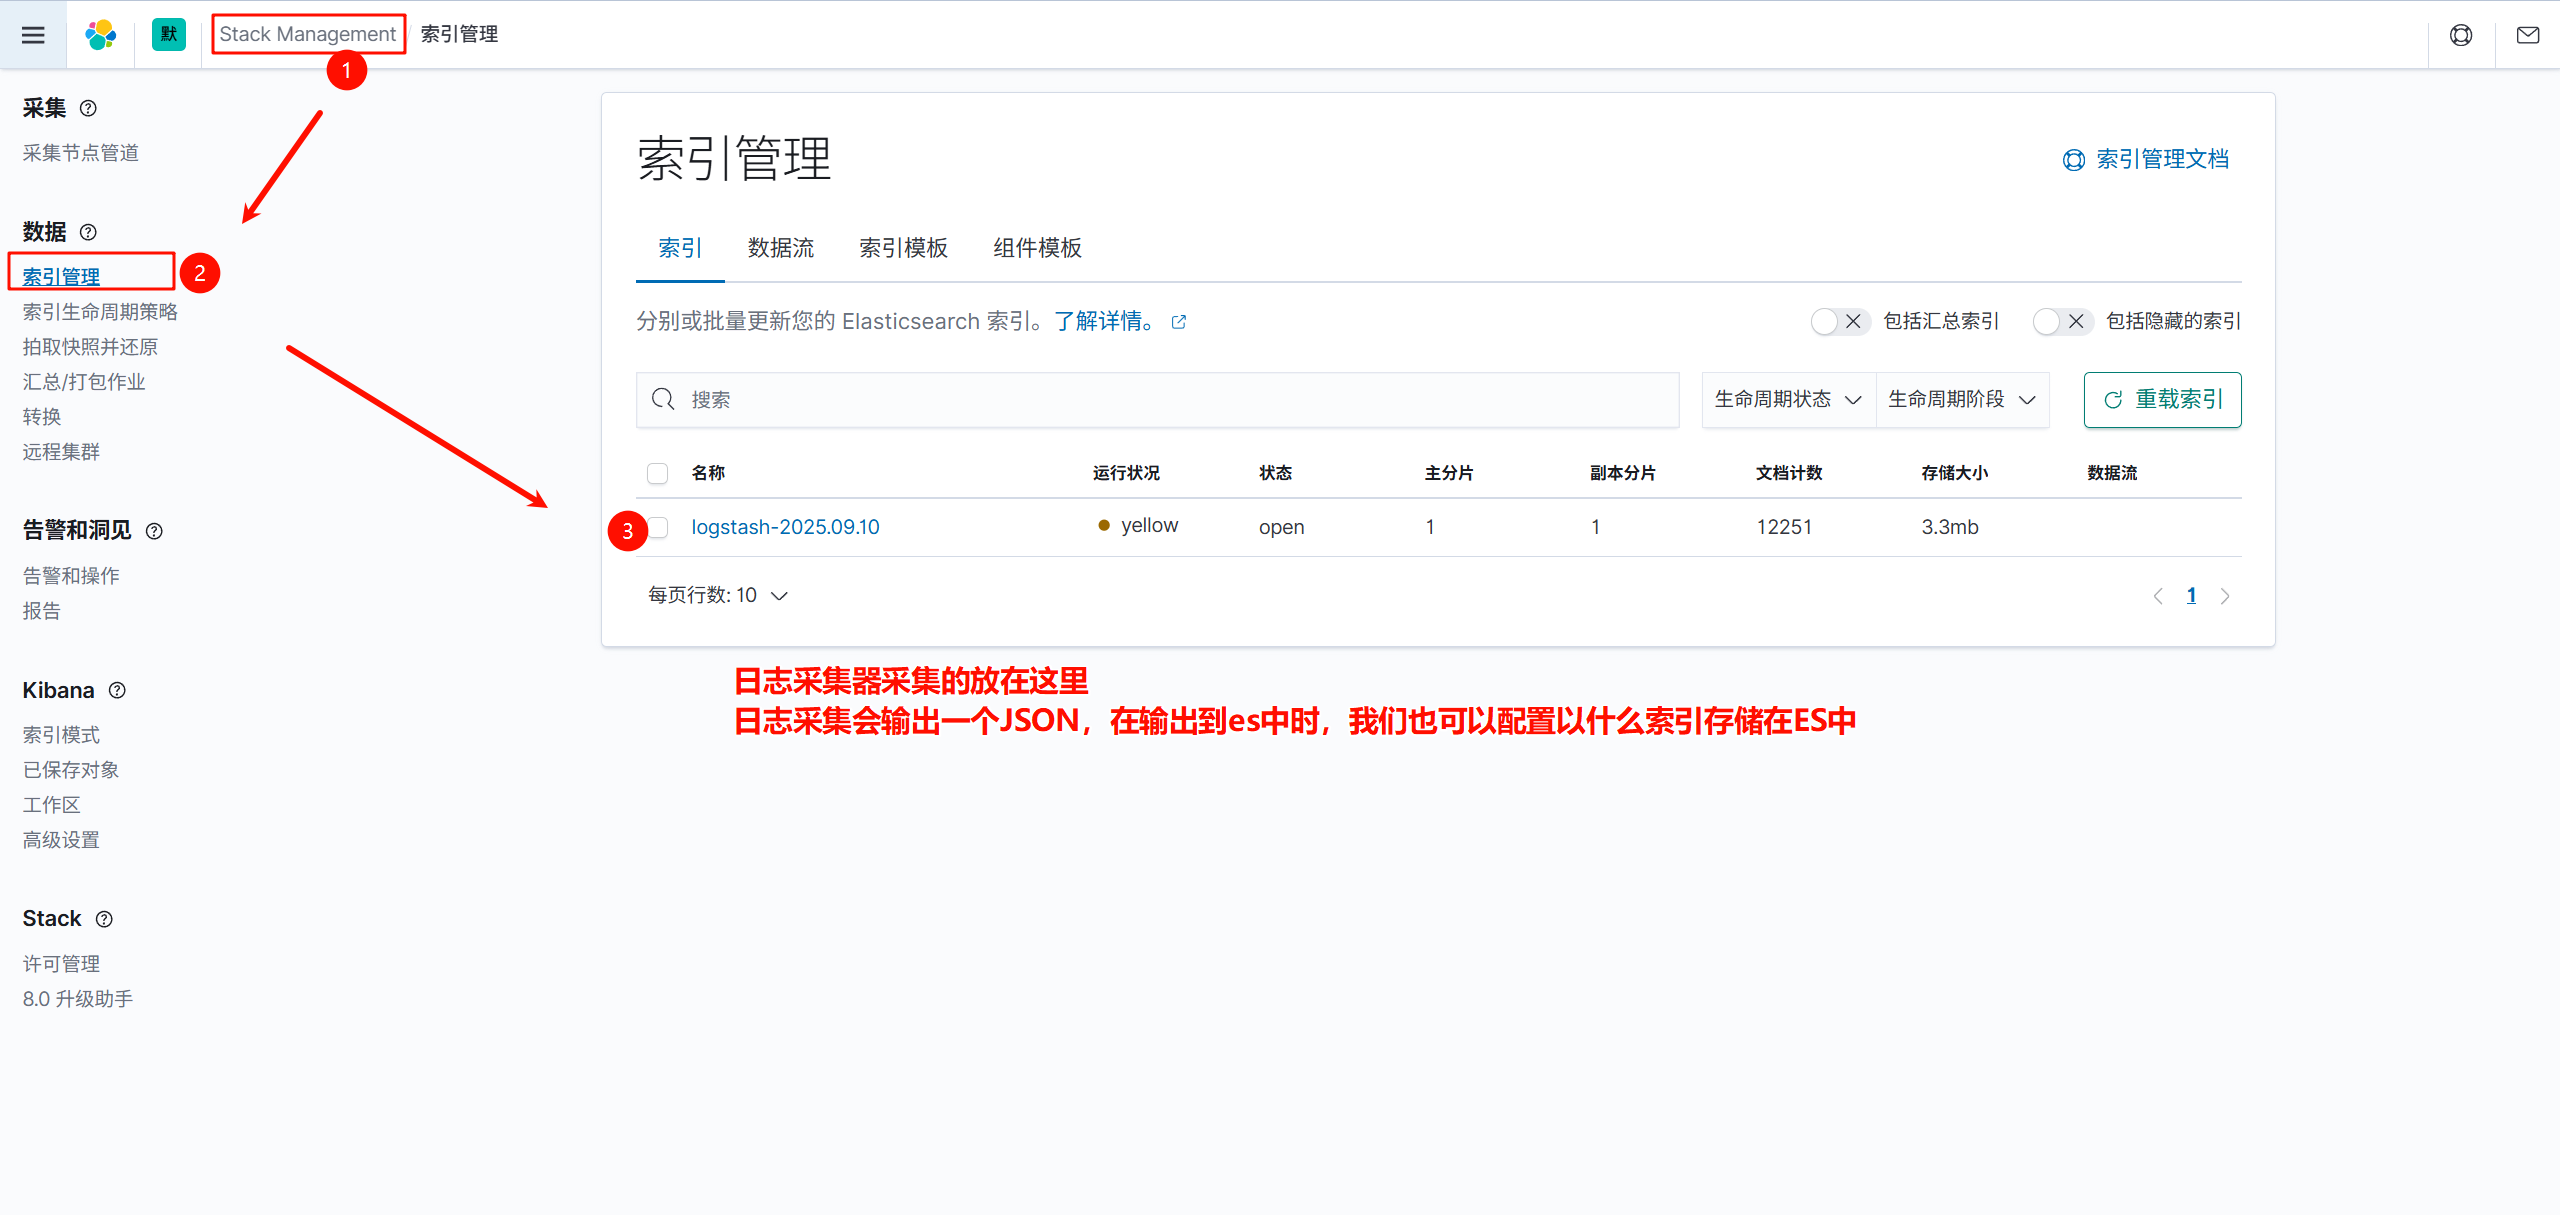 默
Stack Management
索引管理
1
采集
采集节点管道
数据
索引管理
2
索引生命周期策略
拍取快照并还原
汇总/打包作业
转换
远程集群
告警和洞见
告警和操作
报告
Kibana
索引模式
已保存对象
工作区
高级设置
Stack
许可管理
8.0 升级助手
索引管理
索引管理文档
索引 数据流 索引模板 组件模板
分别或批量更新您的 Elasticsearch 索引。了解详情。
包括汇总索引 包括隐藏的索引
搜索 生命周期状态 生命周期阶段 重载索引
名称 运行状况 状态 主分片 副本分片 文档计数 存储大小 数据流
3 logstash-2025.09.10 yellow open 1 1 12251 3.3mb
每页行数: 10 1
日志采集器采集的放在这里
日志采集会输出一个JSON，在输出到es中时，我们也可以配置以什么索引存储在ES中